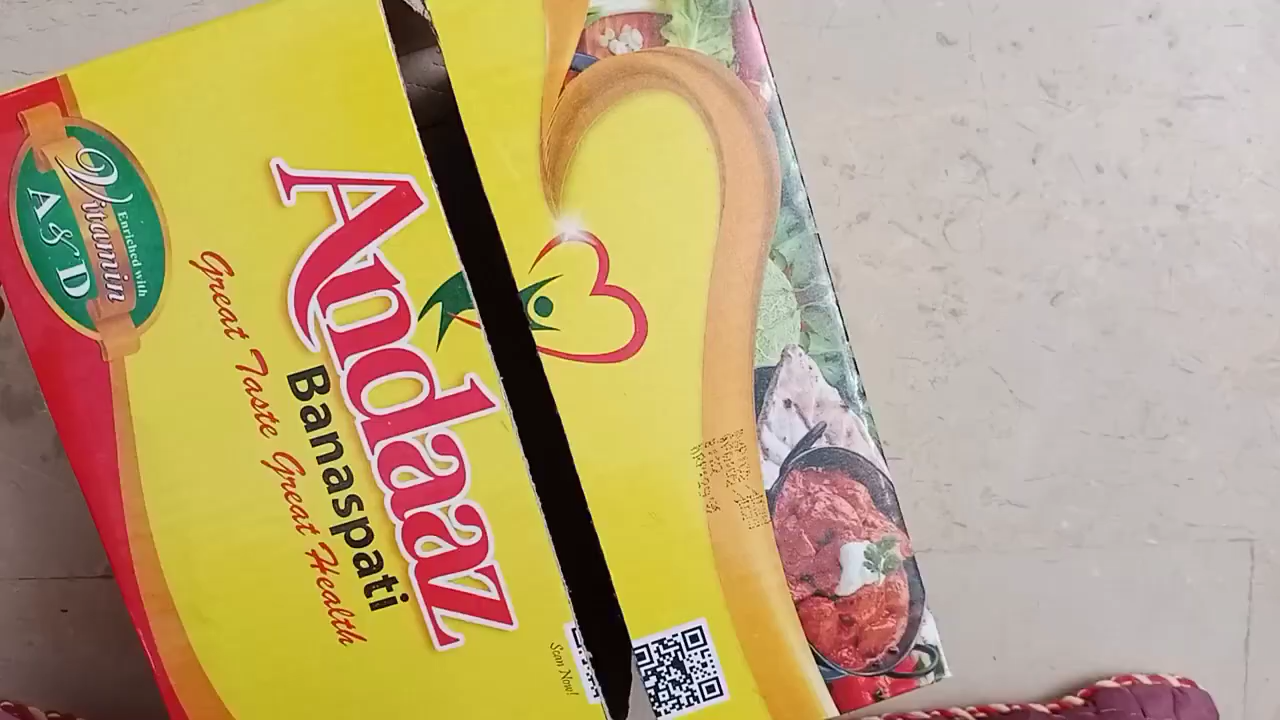 Enriched with
Vitamin
A & D
Andaaz
Banaspati
Great Taste Great Health
Scan Now!